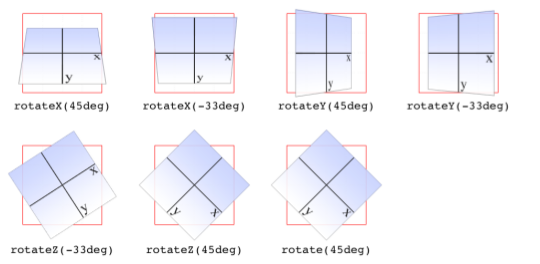 x
y
rotateX(45deg)
x
y
rotateX(-33deg)
x
y
rotateY(45deg)
x
y
rotateY(-33deg)
x
y
rotateZ(-33deg)
y
x
rotateZ(45deg)
y
x
rotate(45deg)